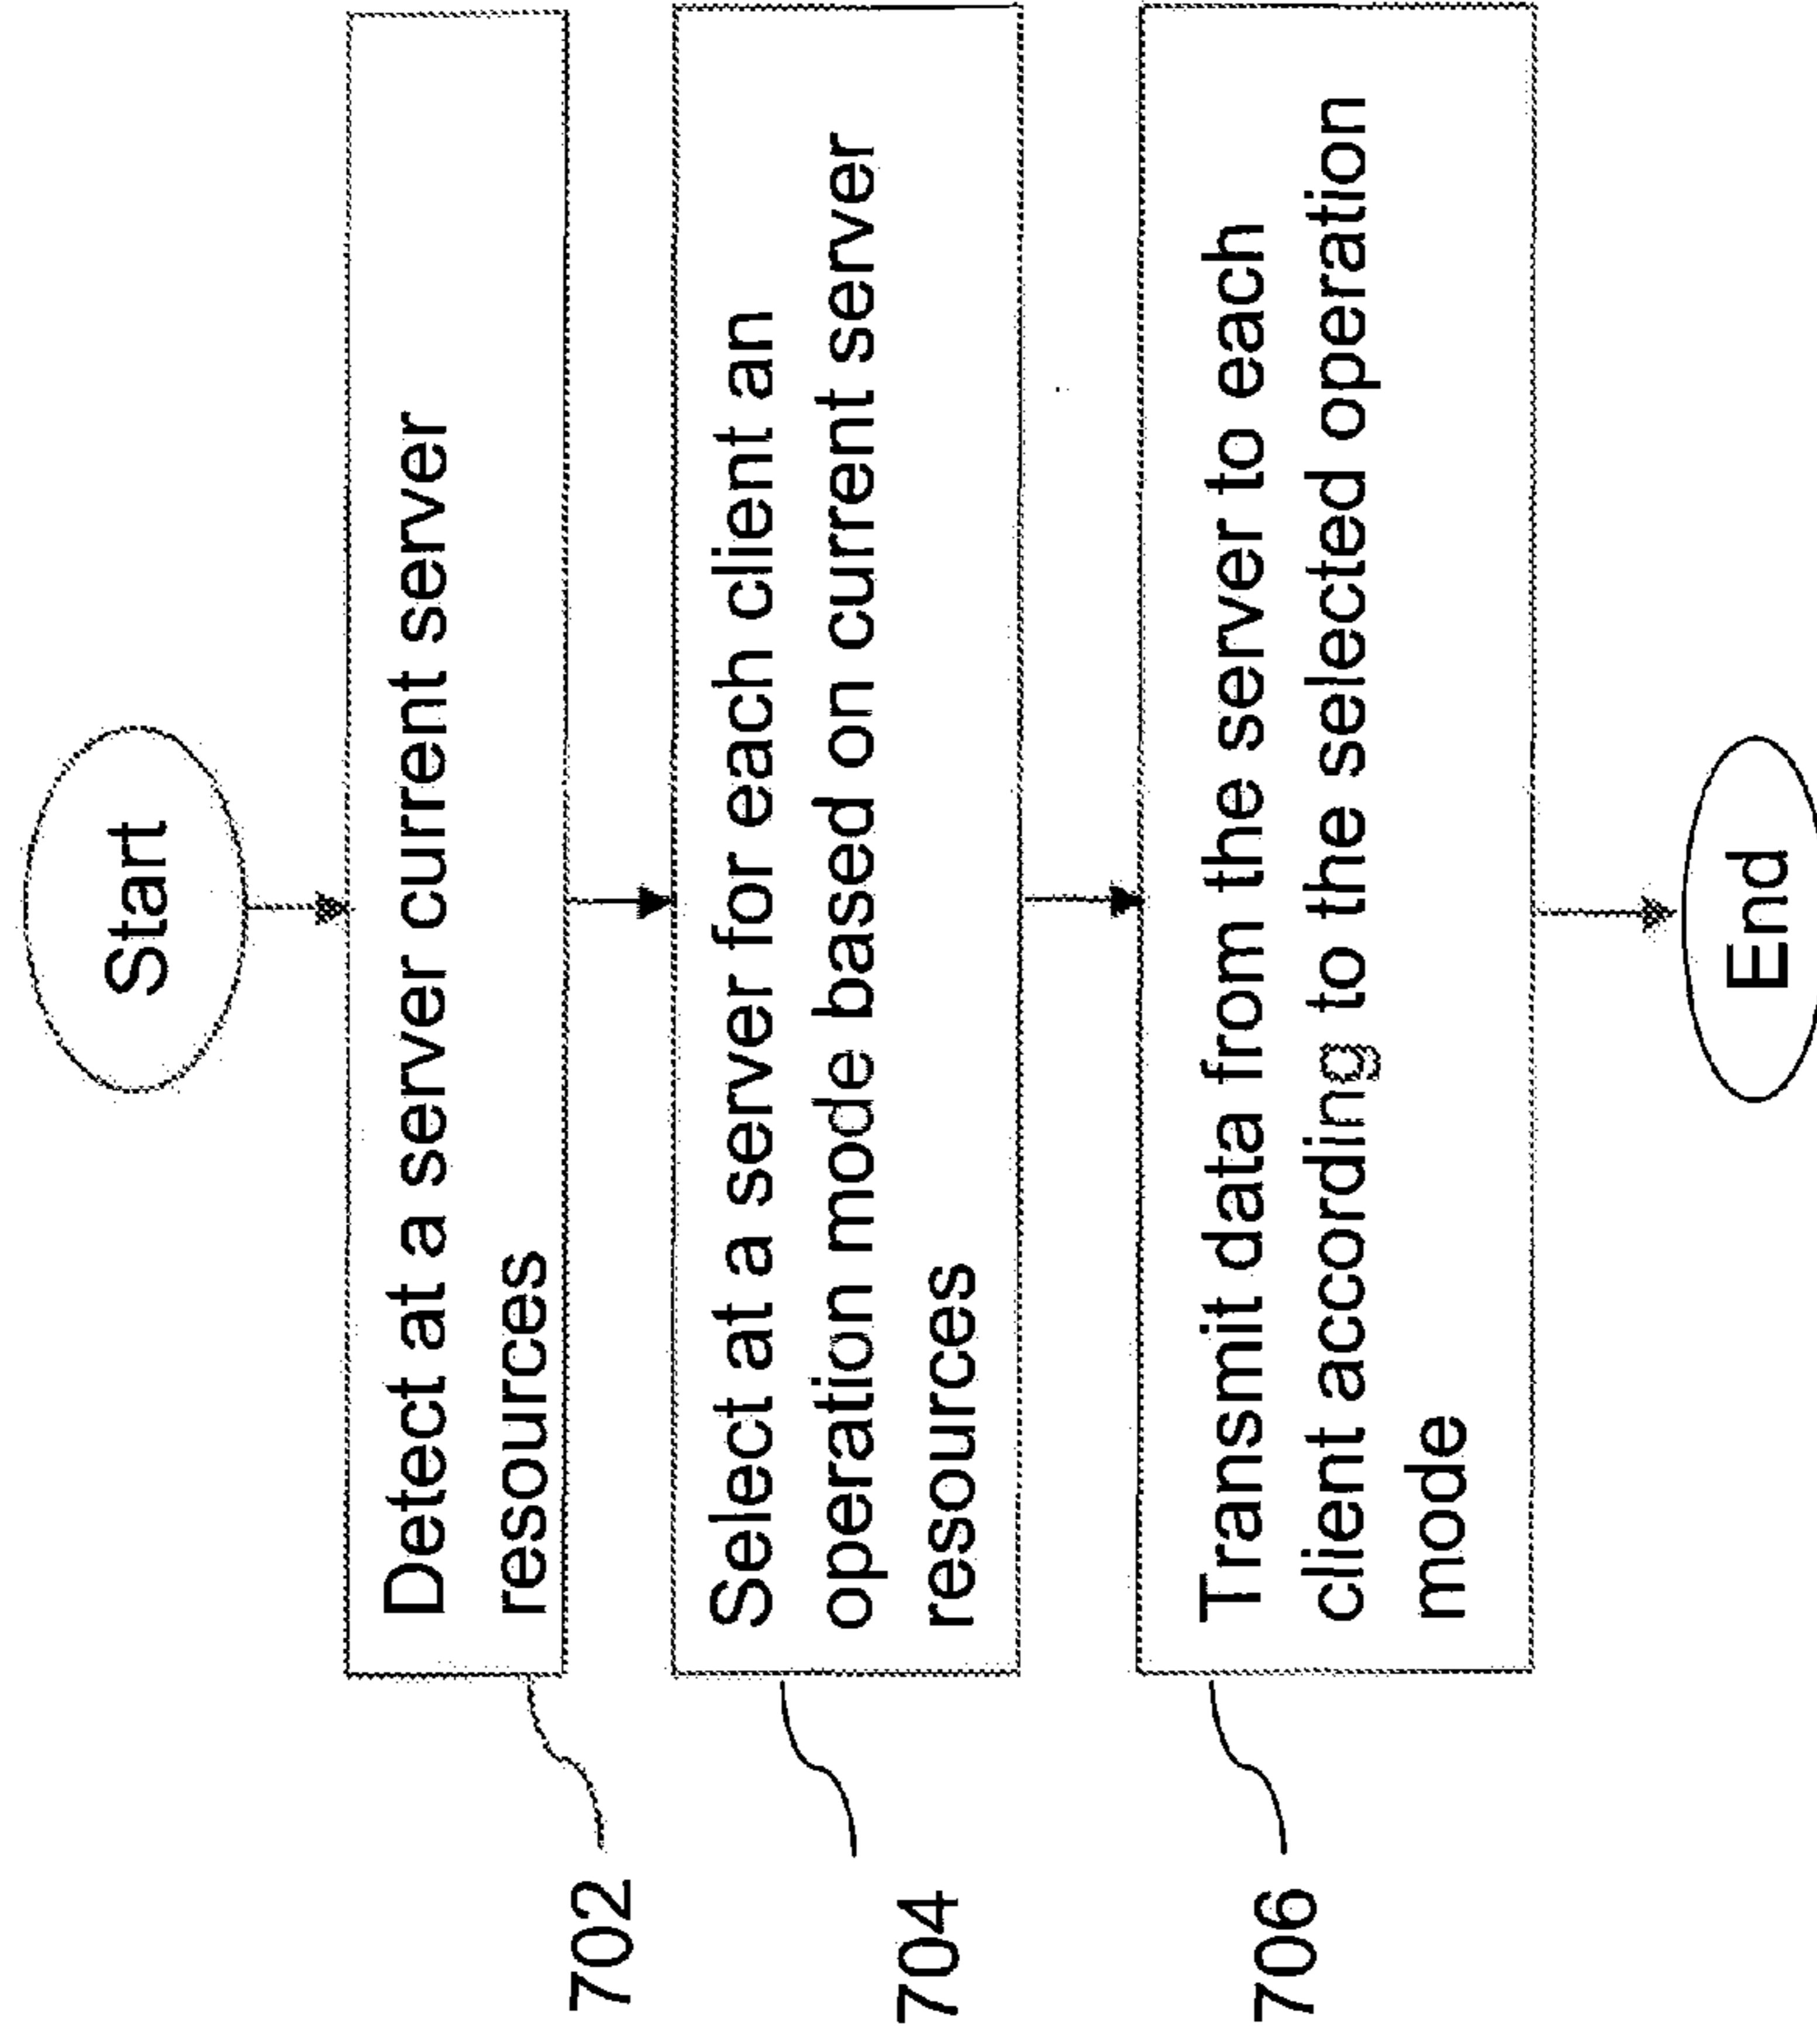 Start
702
Detect at a server current server
resources
704
Select at a server for each client an
operation mode based on current server
resources
706
Transmit data from the server to each
client according to the selected operation
mode
End